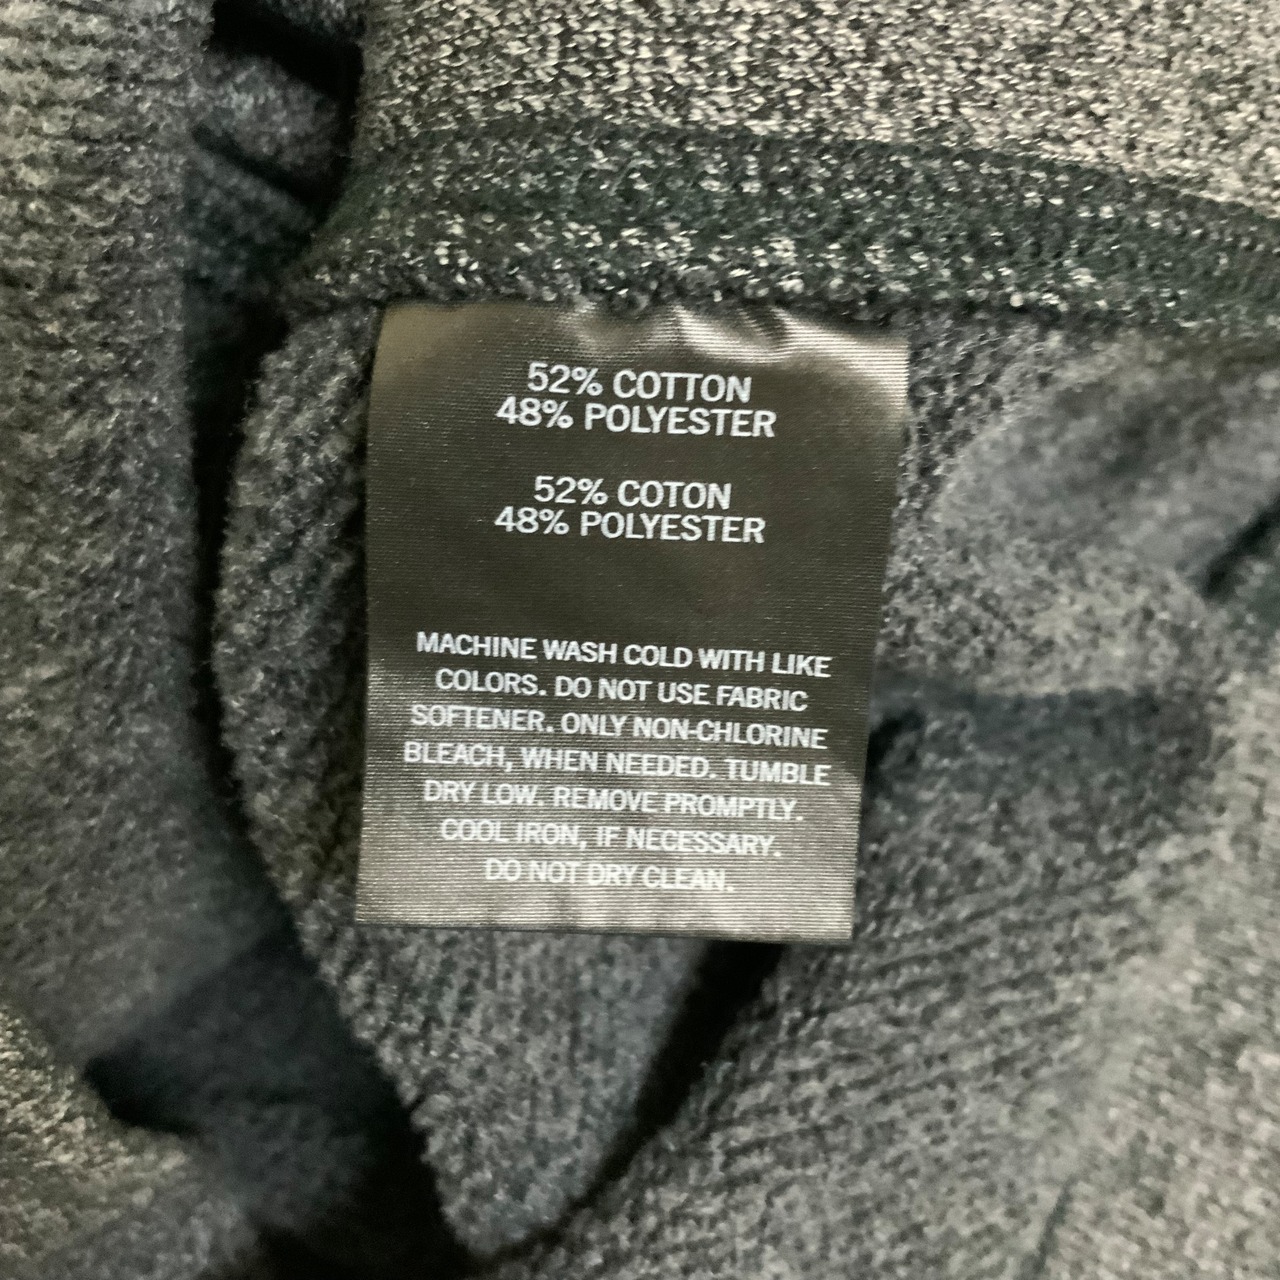 52% COTTON
48% POLYESTER
52% COTON
48% POLYESTER
MACHINE WASH COLD WITH LIKE
COLORS. DO NOT USE FABRIC
SOFTENER. ONLY NON-CHLORINE
BLEACH, WHEN NEEDED. TUMBLE
DRY LOW. REMOVE PROMPTLY.
COOL IRON, IF NECESSARY.
DO NOT DRY CLEAN.